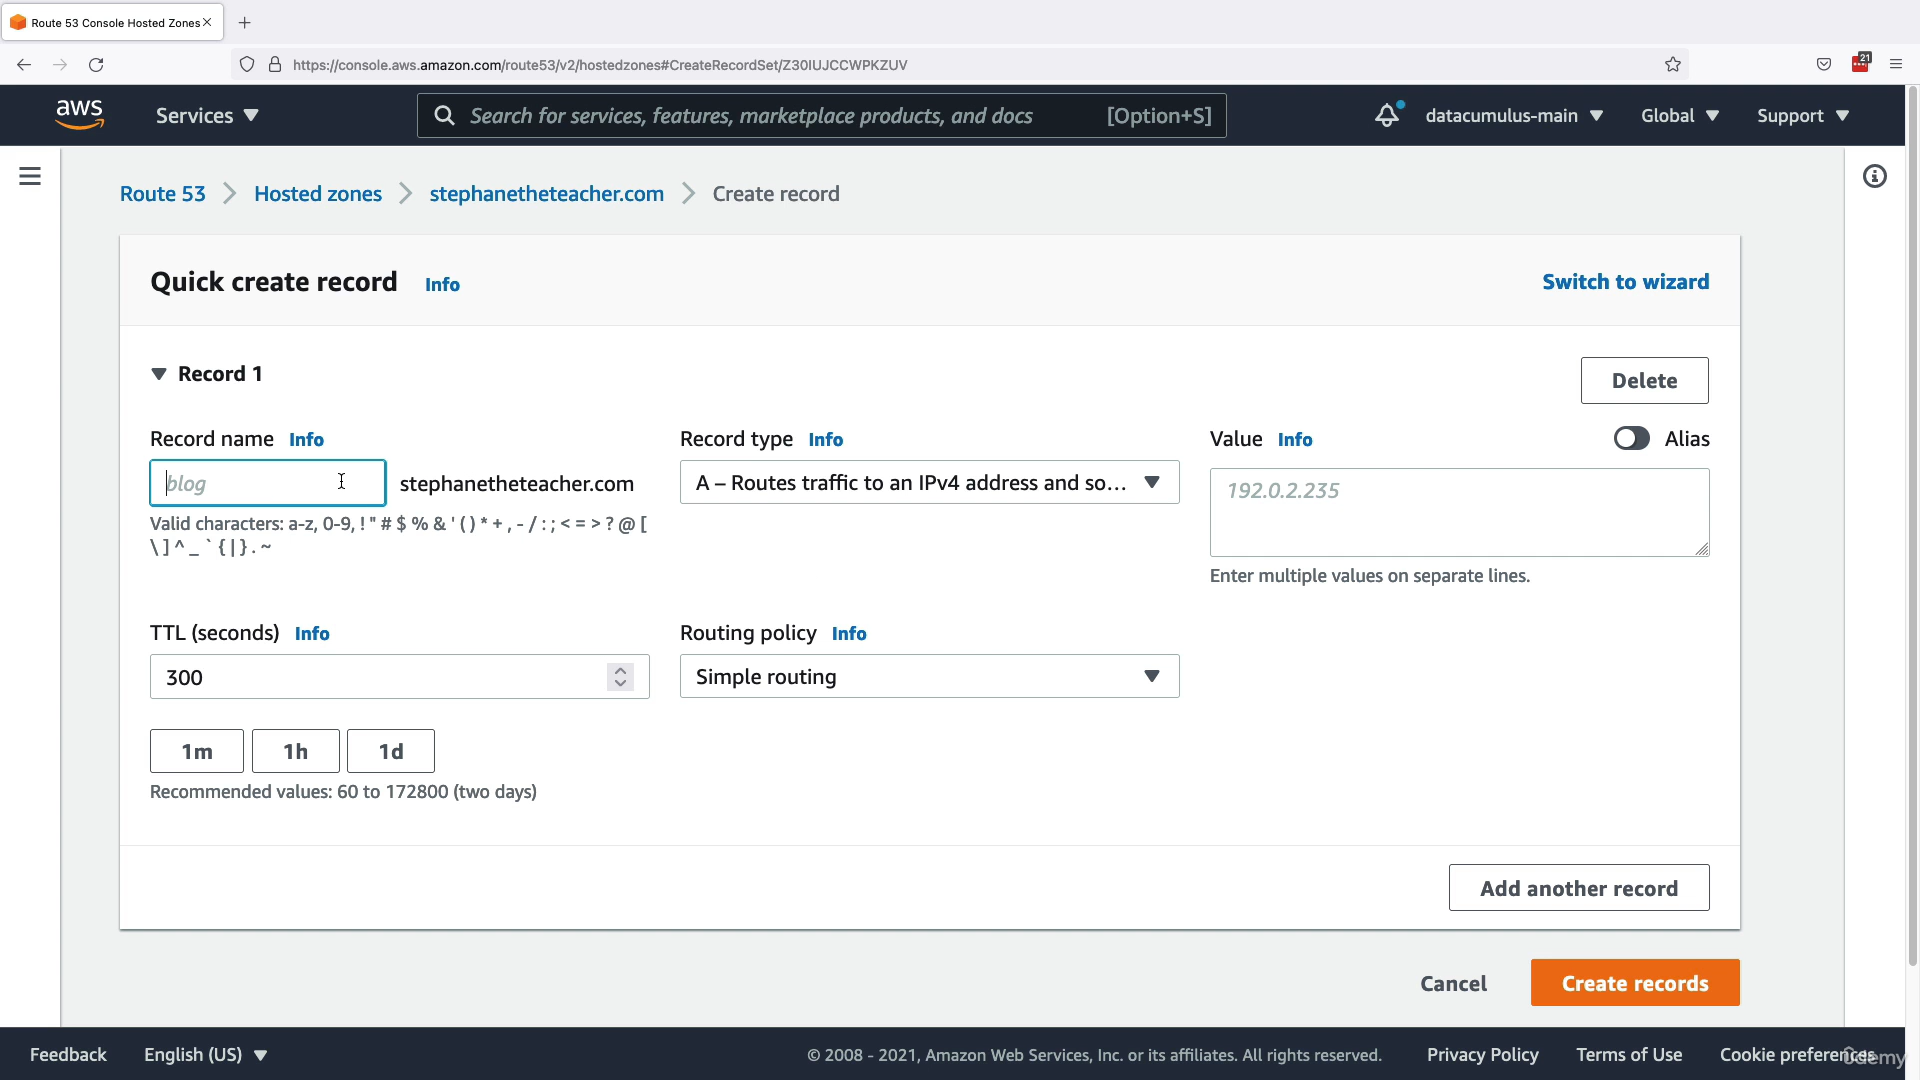 Route 53 Console Hosted Zones
https://console.aws.amazon.com/route53/v2/hostedzones#CreateRecordSet/Z30IUJCCWPKZUV
21
aws Services Search for services, features, marketplace products, and docs [Option+S] datacumulus-main Global Support
Route 53 > Hosted zones > stephanetheteacher.com > Create record
Quick create record Info Switch to wizard
Record 1
Delete
Record name Info Record type Info Value Info Alias
blog stephanetheteacher.com A – Routes traffic to an IPv4 address and so... 192.0.2.235
Valid characters: a-z, 0-9, ! " # $ % & ' ( ) * + , - / : ; < = > ? @ [
\ ] ^ _ ` { | } . ~
Enter multiple values on separate lines.
TTL (seconds) Info Routing policy Info
300 Simple routing
1m 1h 1d
Recommended values: 60 to 172800 (two days)
Add another record
Cancel Create records
Feedback English (US) © 2008 - 2021, Amazon Web Services, Inc. or its affiliates. All rights reserved. Privacy Policy Terms of Use Cookie preferences
ûdemy